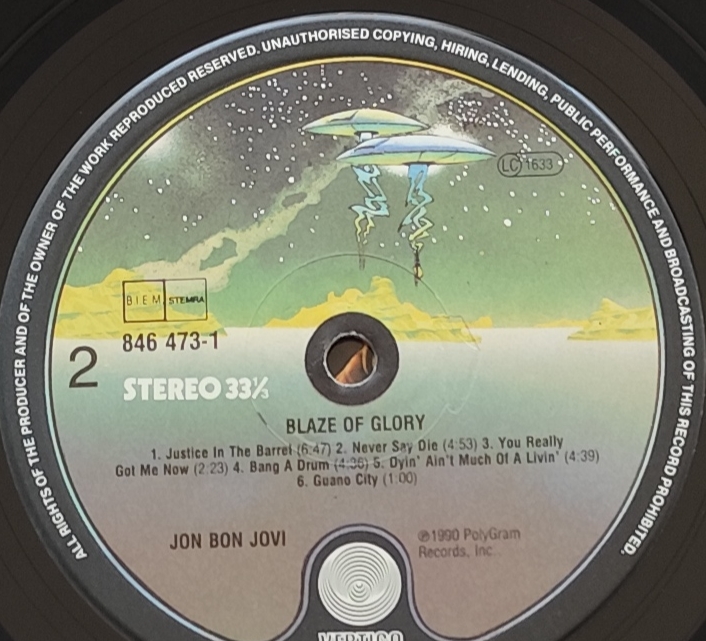 ALL RIGHTS OF THE PRODUCER AND OF THE OWNER OF THE WORK REPRODUCED RESERVED. UNAUTHORISED COPYING, HIRING, LENDING, PUBLIC PERFORMANCE AND BROADCASTING OF THIS RECORD PROHIBITED.
LC 1633
BIEM STEMRA
846 473-1
2
STEREO 33⅓
BLAZE OF GLORY
1. Justice In The Barrel (6:47) 2. Never Say Die (4:53) 3. You Really
Got Me Now (2:23) 4. Bang A Drum (4:36) 5. Dyin' Ain't Much Of A Livin' (4:39)
6. Guano City (1:00)
JON BON JOVI
℗1990 PolyGram
Records, Inc.
VERTIGO